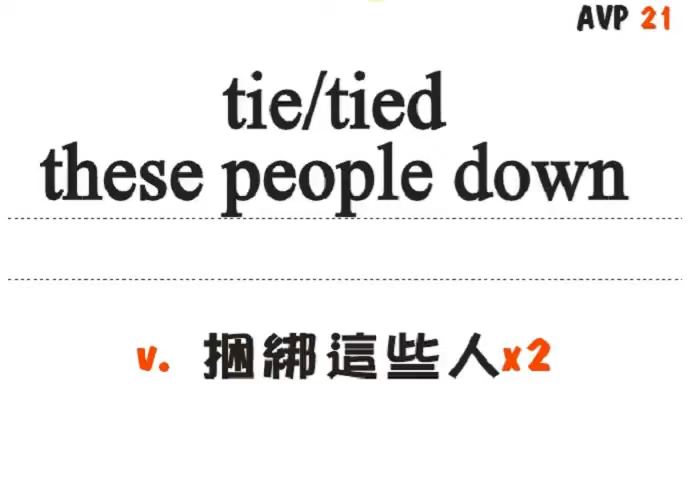 AVP 21
tie/tied
these people down
v. 捆綁這些人x2